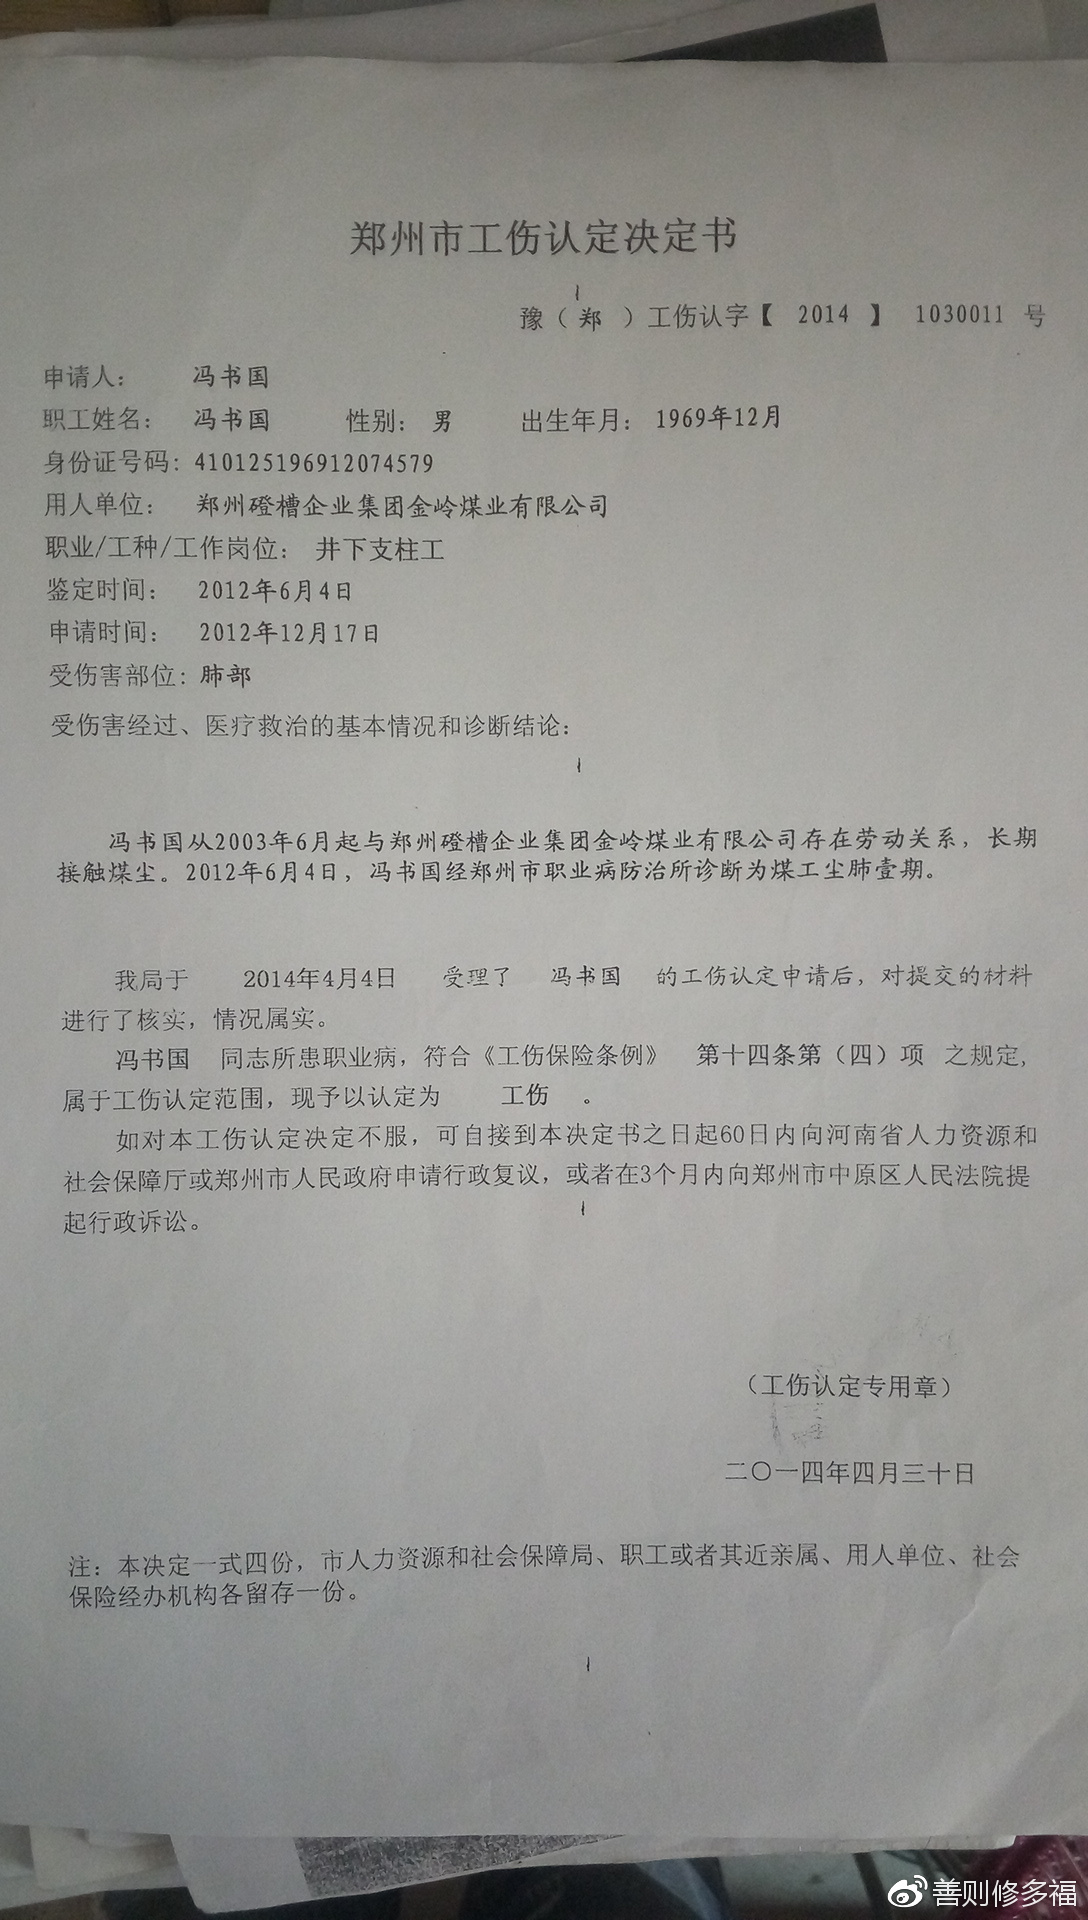 郑州市工伤认定决定书
豫（ 郑 ）工伤认字【 2014 】 1030011 号
申请人： 冯书国
职工姓名： 冯书国 性别：男 出生年月：1969年12月
身份证号码：410125196912074579
用人单位： 郑州磴槽企业集团金岭煤业有限公司
职业/工种/工作岗位： 井下支柱工
鉴定时间： 2012年6月4日
申请时间： 2012年12月17日
受伤害部位：肺部
受伤害经过、医疗救治的基本情况和诊断结论：
冯书国从2003年6月起与郑州磴槽企业集团金岭煤业有限公司存在劳动关系，长期
接触煤尘。2012年6月4日，冯书国经郑州市职业病防治所诊断为煤工尘肺壹期。
我局于 2014年4月4日 受理了 冯书国 的工伤认定申请后，对提交的材料
进行了核实，情况属实。
冯书国 同志所患职业病，符合《工伤保险条例》 第十四条第（四）项 之规定，
属于工伤认定范围，现予以认定为 工伤 。
如对本工伤认定决定不服，可自接到本决定书之日起60日内向河南省人力资源和
社会保障厅或郑州市人民政府申请行政复议，或者在3个月内向郑州市中原区人民法院提
起行政诉讼。
（工伤认定专用章）
二〇一四年四月三十日
注：本决定一式四份，市人力资源和社会保障局、职工或者其近亲属、用人单位、社会
保险经办机构各留存一份。
善则修多福